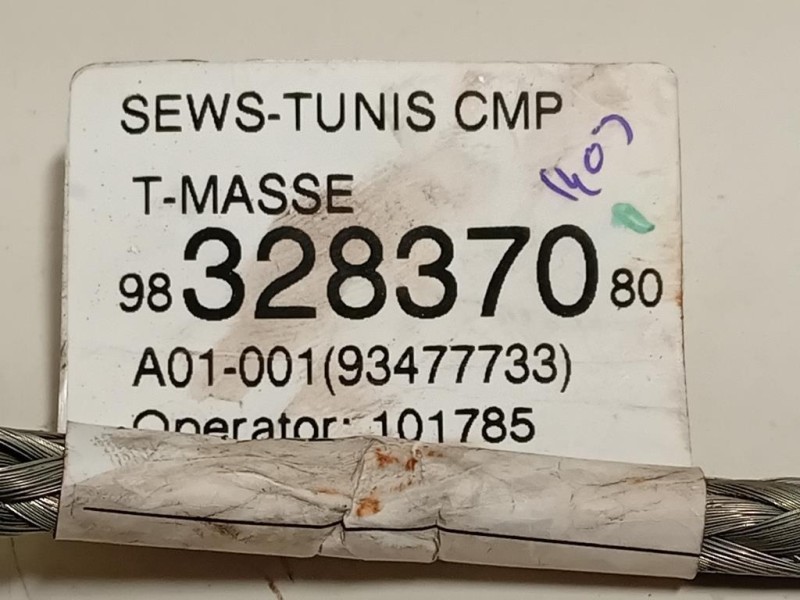 SEWS-TUNIS CMP
T-MASSE
98 328370 80
A01-001(93477733)
Operator: 101785